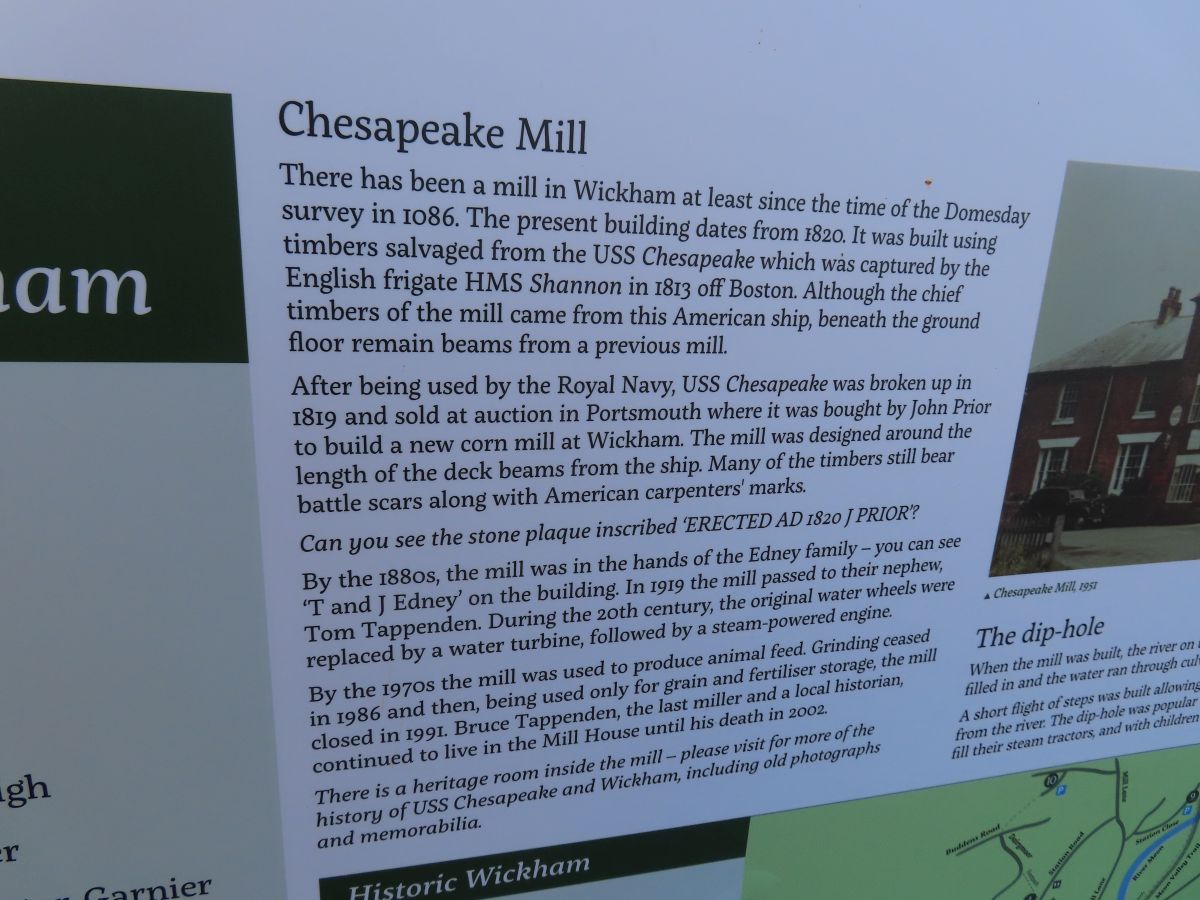 Chesapeake Mill
There has been a mill in Wickham at least since the time of the Domesday
survey in 1086. The present building dates from 1820. It was built using
timbers salvaged from the USS Chesapeake which was captured by the
English frigate HMS Shannon in 1813 off Boston. Although the chief
timbers of the mill came from this American ship, beneath the ground
floor remain beams from a previous mill.
After being used by the Royal Navy, USS Chesapeake was broken up in
1819 and sold at auction in Portsmouth where it was bought by John Prior
to build a new corn mill at Wickham. The mill was designed around the
length of the deck beams from the ship. Many of the timbers still bear
battle scars along with American carpenters' marks.
Can you see the stone plaque inscribed ‘ERECTED AD 1820 J PRIOR’?
By the 1880s, the mill was in the hands of the Edney family – you can see
‘T and J Edney’ on the building. In 1919 the mill passed to their nephew,
Tom Tappenden. During the 20th century, the original water wheels were
replaced by a water turbine, followed by a steam-powered engine.
By the 1970s the mill was used to produce animal feed. Grinding ceased
in 1986 and then, being used only for grain and fertiliser storage, the mill
closed in 1991. Bruce Tappenden, the last miller and a local historian,
continued to live in the Mill House until his death in 2002.
There is a heritage room inside the mill – please visit for more of the
history of USS Chesapeake and Wickham, including old photographs
and memorabilia.
▲ Chesapeake Mill, 1951
The dip-hole
When the mill was built, the river on
filled in and the water ran through cul
A short flight of steps was built allowing
from the river. The dip-hole was popular
fill their steam tractors, and with children
ham
gh
er
Garnier
Historic Wickham
10
P
Mill Lane
Buddens Road
Station Road
Station Close
River Meon
Meon Valley Trail